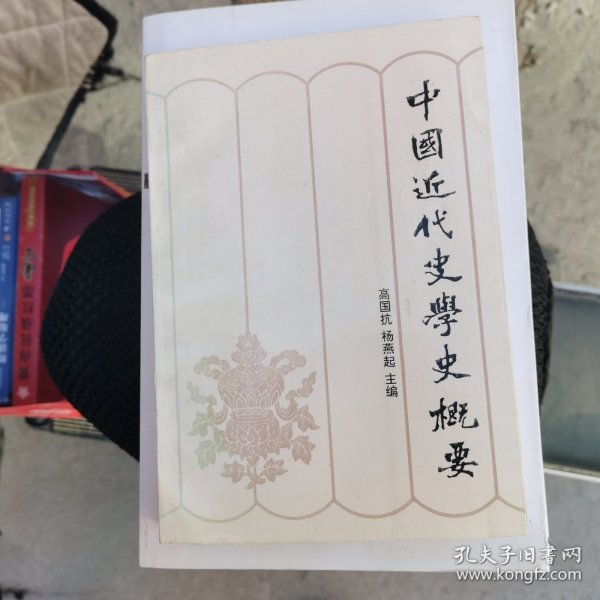 中國近代史學史概要
高国抗 杨燕起 主编
孔夫子旧书网
www.kongfz.com